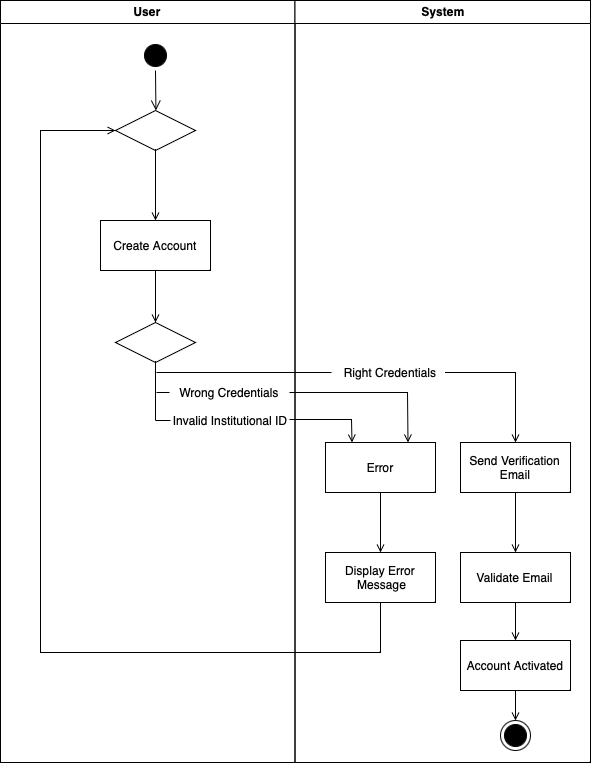 User
System
Create Account
Right Credentials
Wrong Credentials
Invalid Institutional ID
Error
Send Verification
Email
Display Error
Message
Validate Email
Account Activated